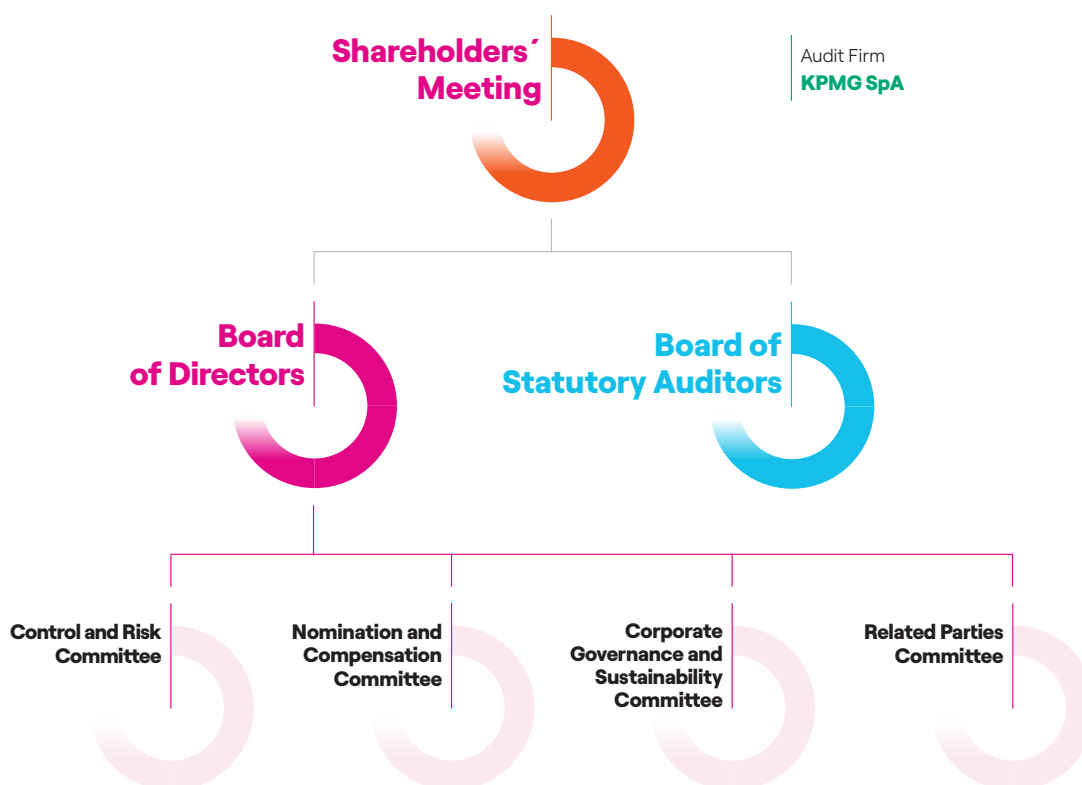 Shareholders´
Meeting
Audit Firm
KPMG SpA
Board
of Directors
Board of
Statutory Auditors
Control and Risk
Committee
Nomination and
Compensation
Committee
Corporate
Governance and
Sustainability
Committee
Related Parties
Committee